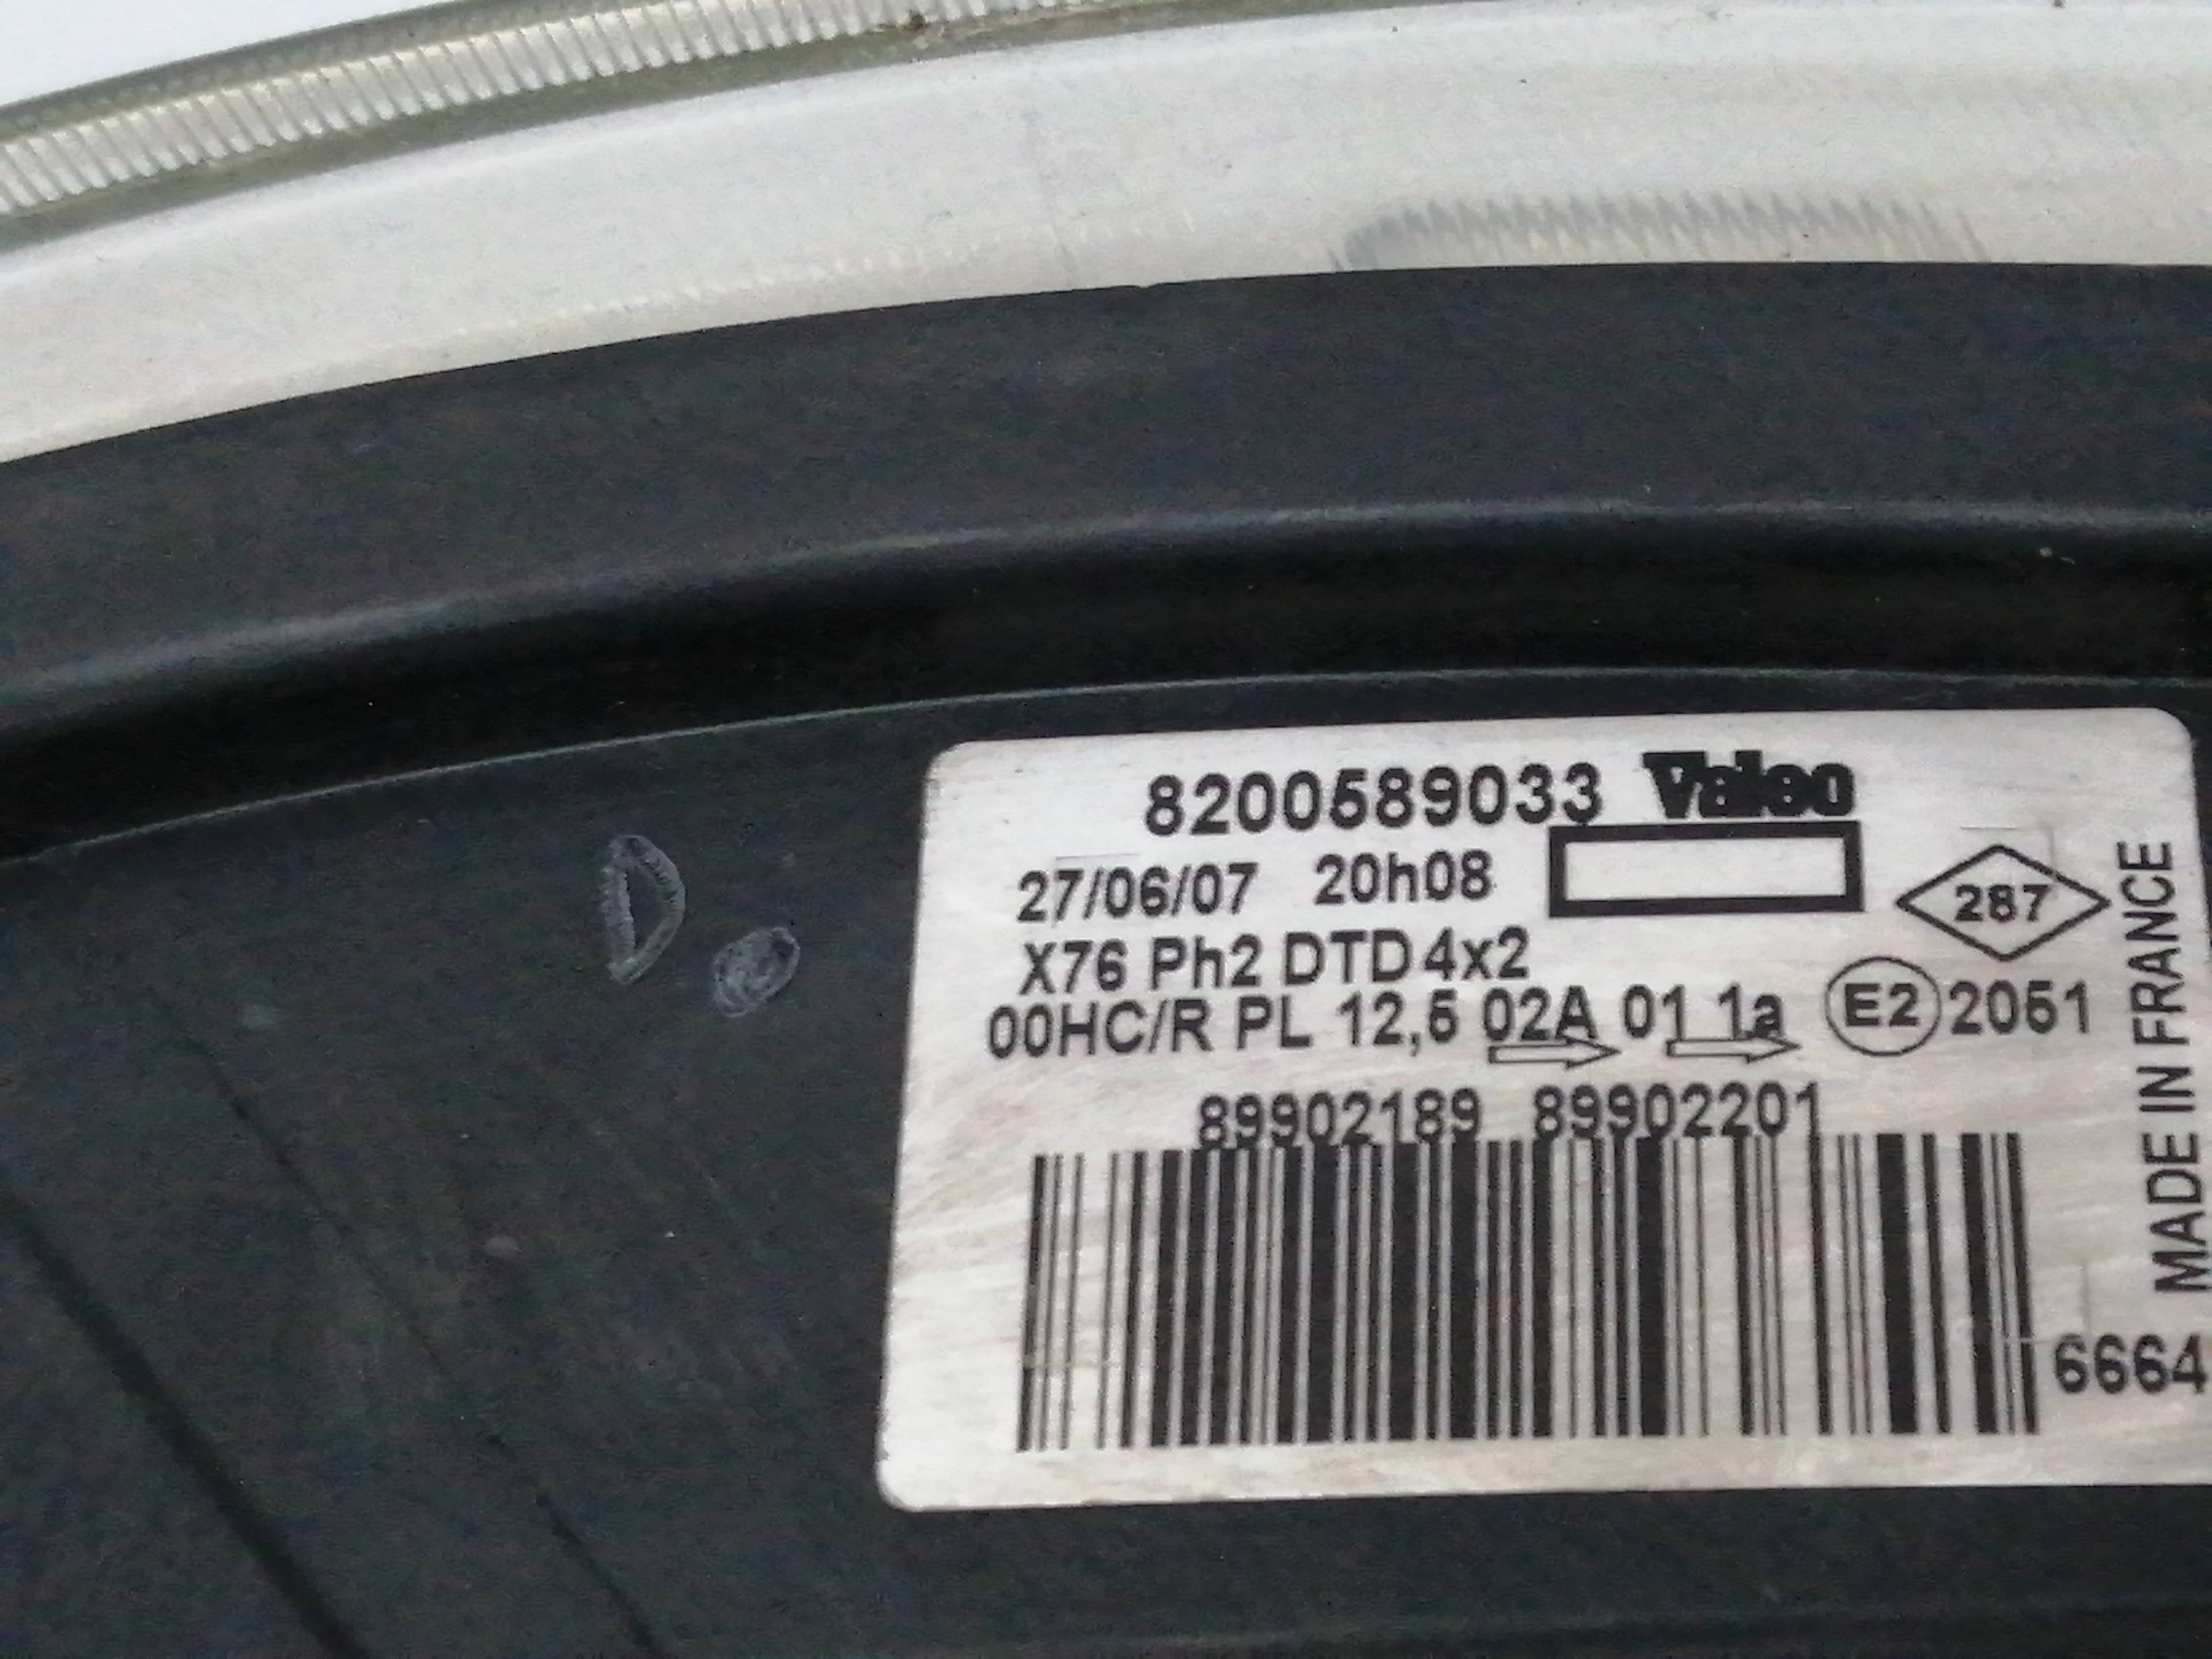 8200589033 Valeo
27/06/07 20h08
287
X76 Ph2 DTD 4x2
00HC/R PL 12,5 02A 01 1a E2 2051
89902189 89902201
6664
MADE IN FRANCE